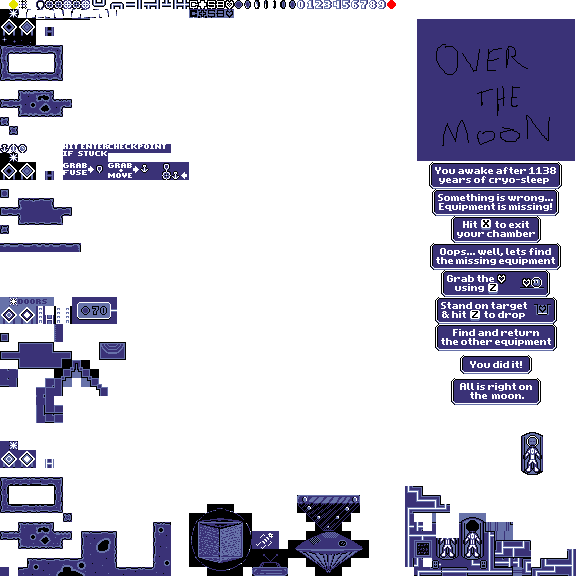 0123456789
OVER
THE
MOON
HIT ENTER CHECKPOINT
IF STUCK
GRAB GRAB
FUSE MOVE
You awake after 1138
years of cryo-sleep
Something is wrong...
Equipment is missing!
Hit X to exit
your chamber
Oops... well, lets find
the missing equipment
Grab the
using Z
Stand on target
& hit Z to drop
DOORS
70
Find and return
the other equipment
You did it!
All is right on
the moon.